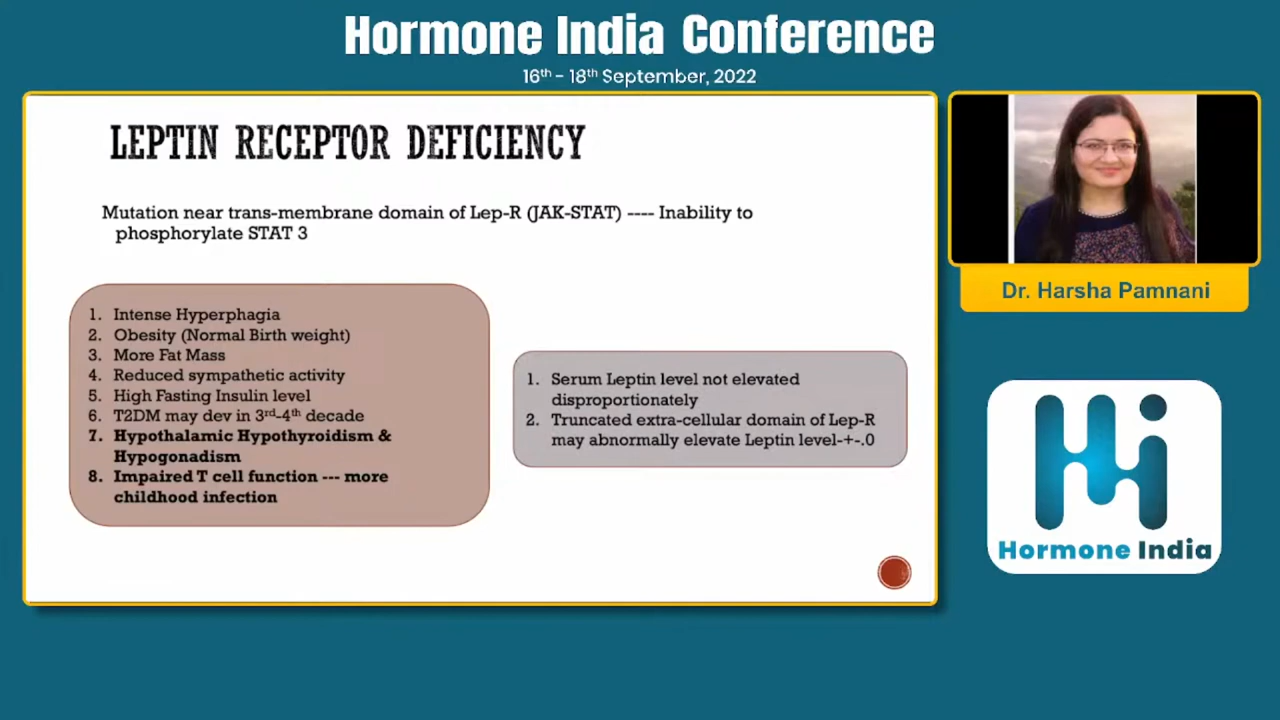 Hormone India Conference
16th - 18th September, 2022
LEPTIN RECEPTOR DEFICIENCY
Mutation near trans-membrane domain of Lep-R (JAK-STAT) ---- Inability to
phosphorylate STAT 3
1. Intense Hyperphagia
2. Obesity (Normal Birth weight)
3. More Fat Mass
4. Reduced sympathetic activity
5. High Fasting Insulin level
6. T2DM may dev in 3rd-4th decade
7. Hypothalamic Hypothyroidism &
Hypogonadism
8. Impaired T cell function --- more
childhood infection
1. Serum Leptin level not elevated
disproportionately
2. Truncated extra-cellular domain of Lep-R
may abnormally elevate Leptin level-+-.0
Dr. Harsha Pamnani
Hormone India